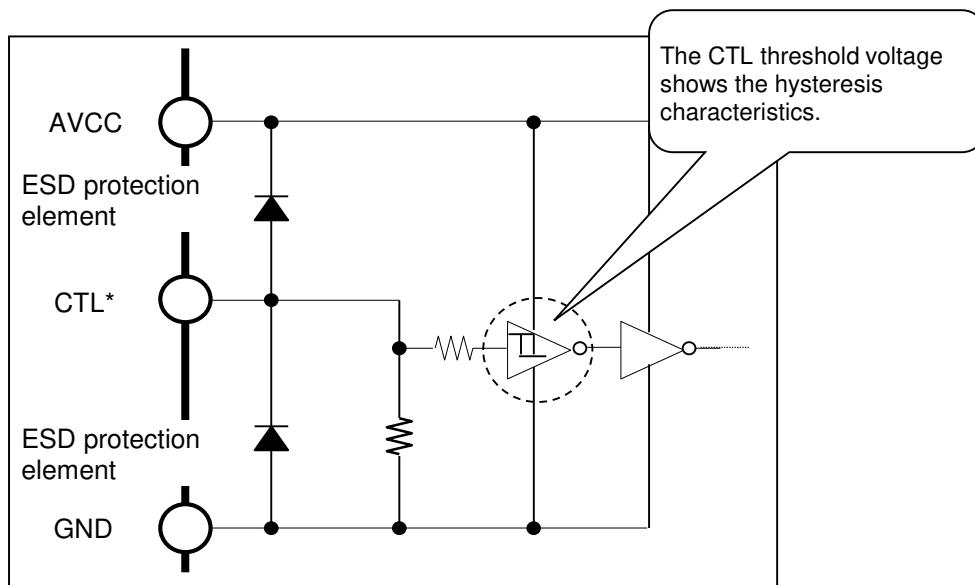 The CTL threshold voltage
shows the hysteresis
characteristics.
AVCC
ESD protection
element
CTL*
ESD protection
element
GND